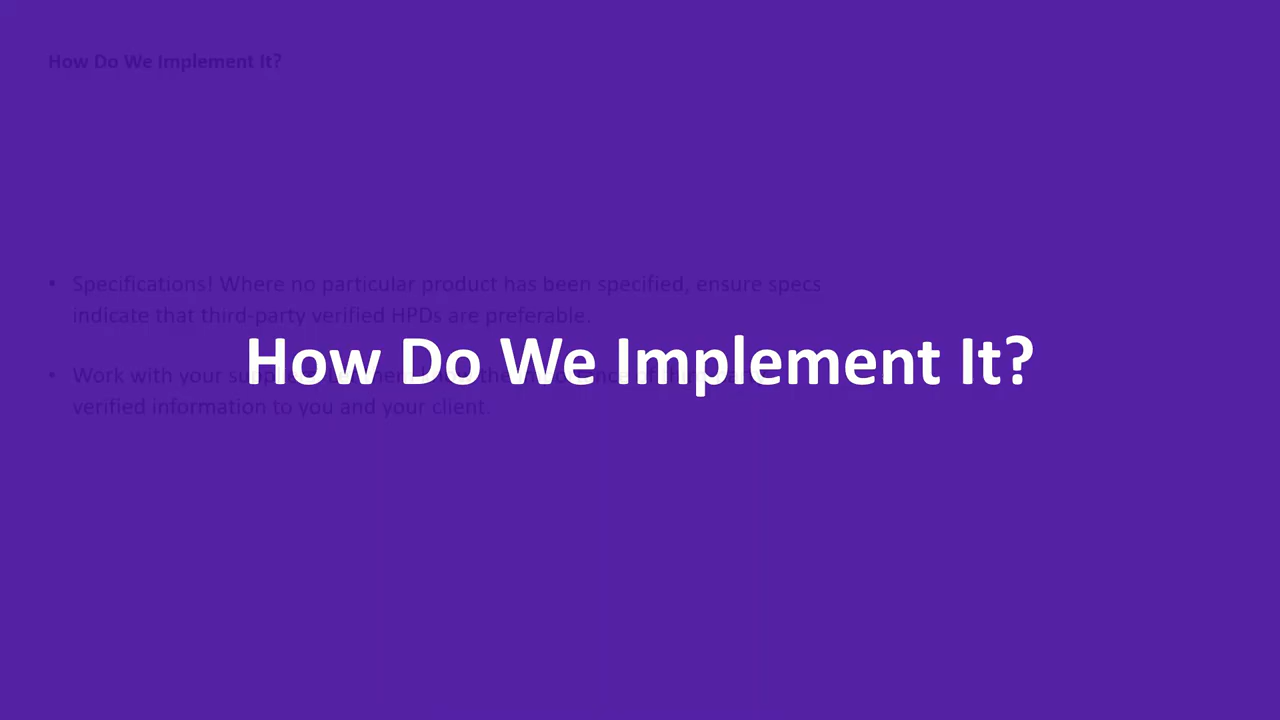 How Do We Implement It?
• Specifications! Where no particular product has been specified, ensure specs
indicate that third-party verified HPDs are preferable.
How Do We Implement It?
• Work with your
verified information to you and your client.